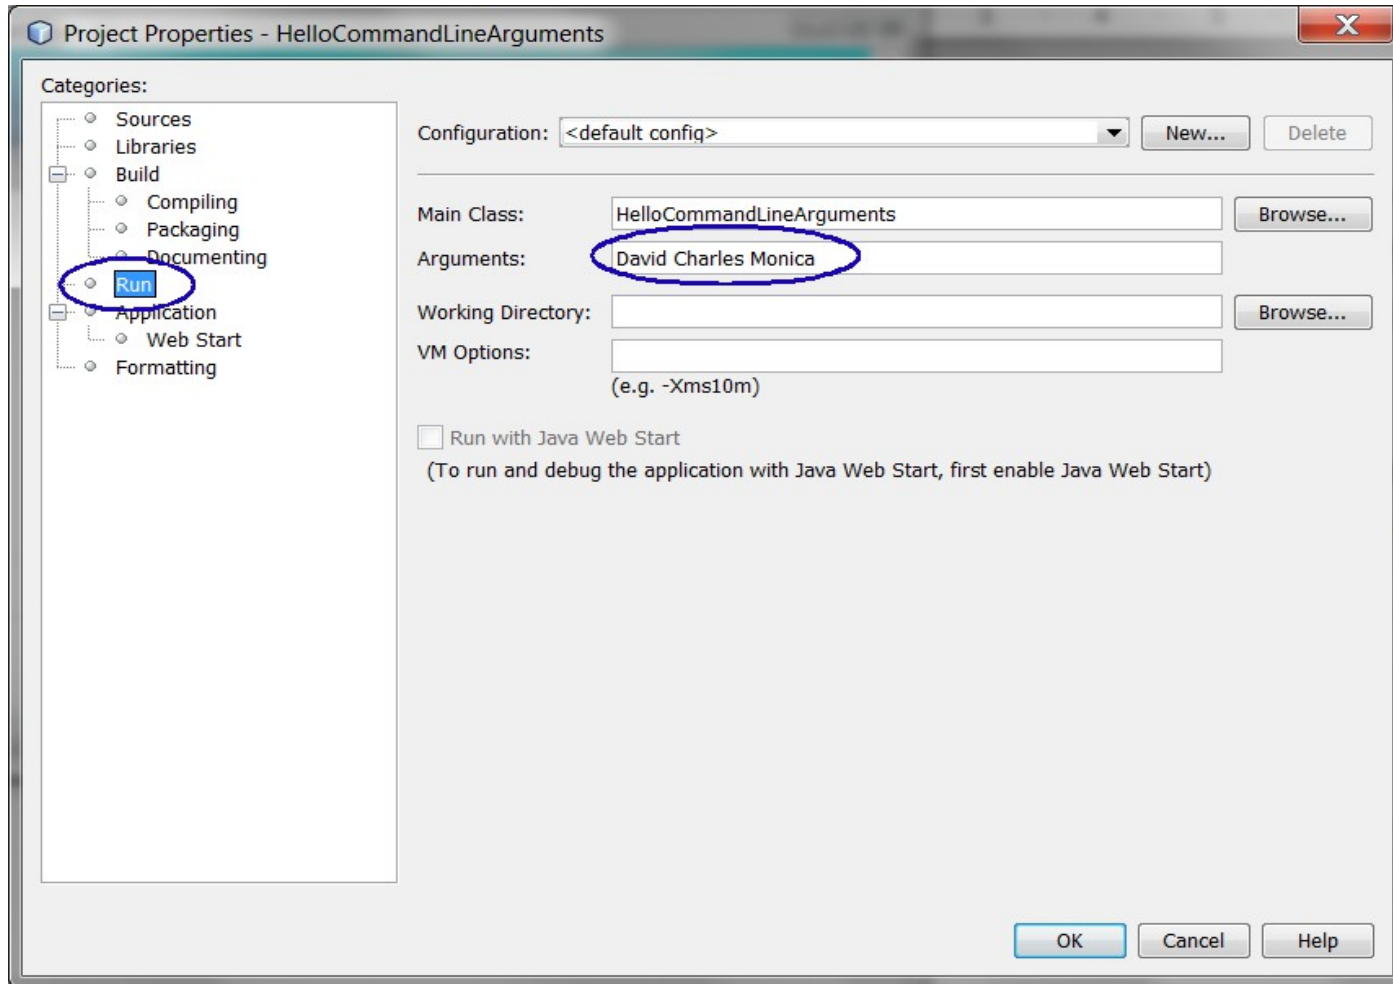 Project Properties - HelloCommandLineArguments
X
Categories:
Sources
Libraries
Build
Compiling
Packaging
Documenting
Run
Application
Web Start
Formatting
Configuration: <default config> New... Delete
Main Class: HelloCommandLineArguments Browse...
Arguments: David Charles Monica
Working Directory: Browse...
VM Options:
(e.g. -Xms10m)
Run with Java Web Start
(To run and debug the application with Java Web Start, first enable Java Web Start)
OK Cancel Help